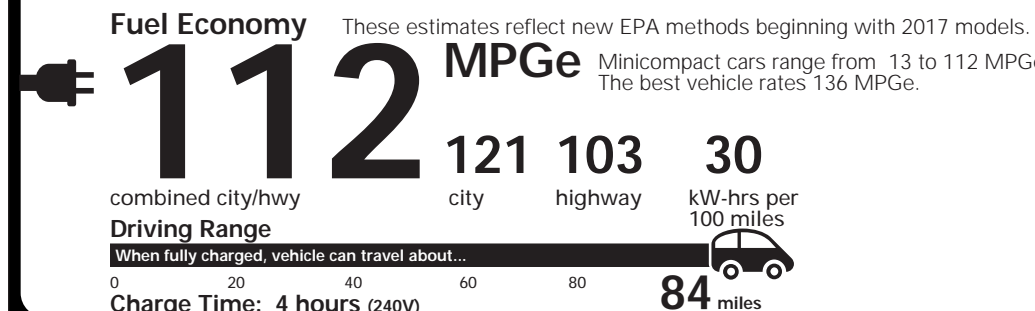 Fuel Economy These estimates reflect new EPA methods beginning with 2017 models.
112 MPGe Minicompact cars range from 13 to 112 MPGe
The best vehicle rates 136 MPGe.
121 103 30
combined city/hwy city highway kW-hrs per
100 miles
Driving Range
When fully charged, vehicle can travel about...
0 20 40 60 80 84 miles
Charge Time: 4 hours (240V)